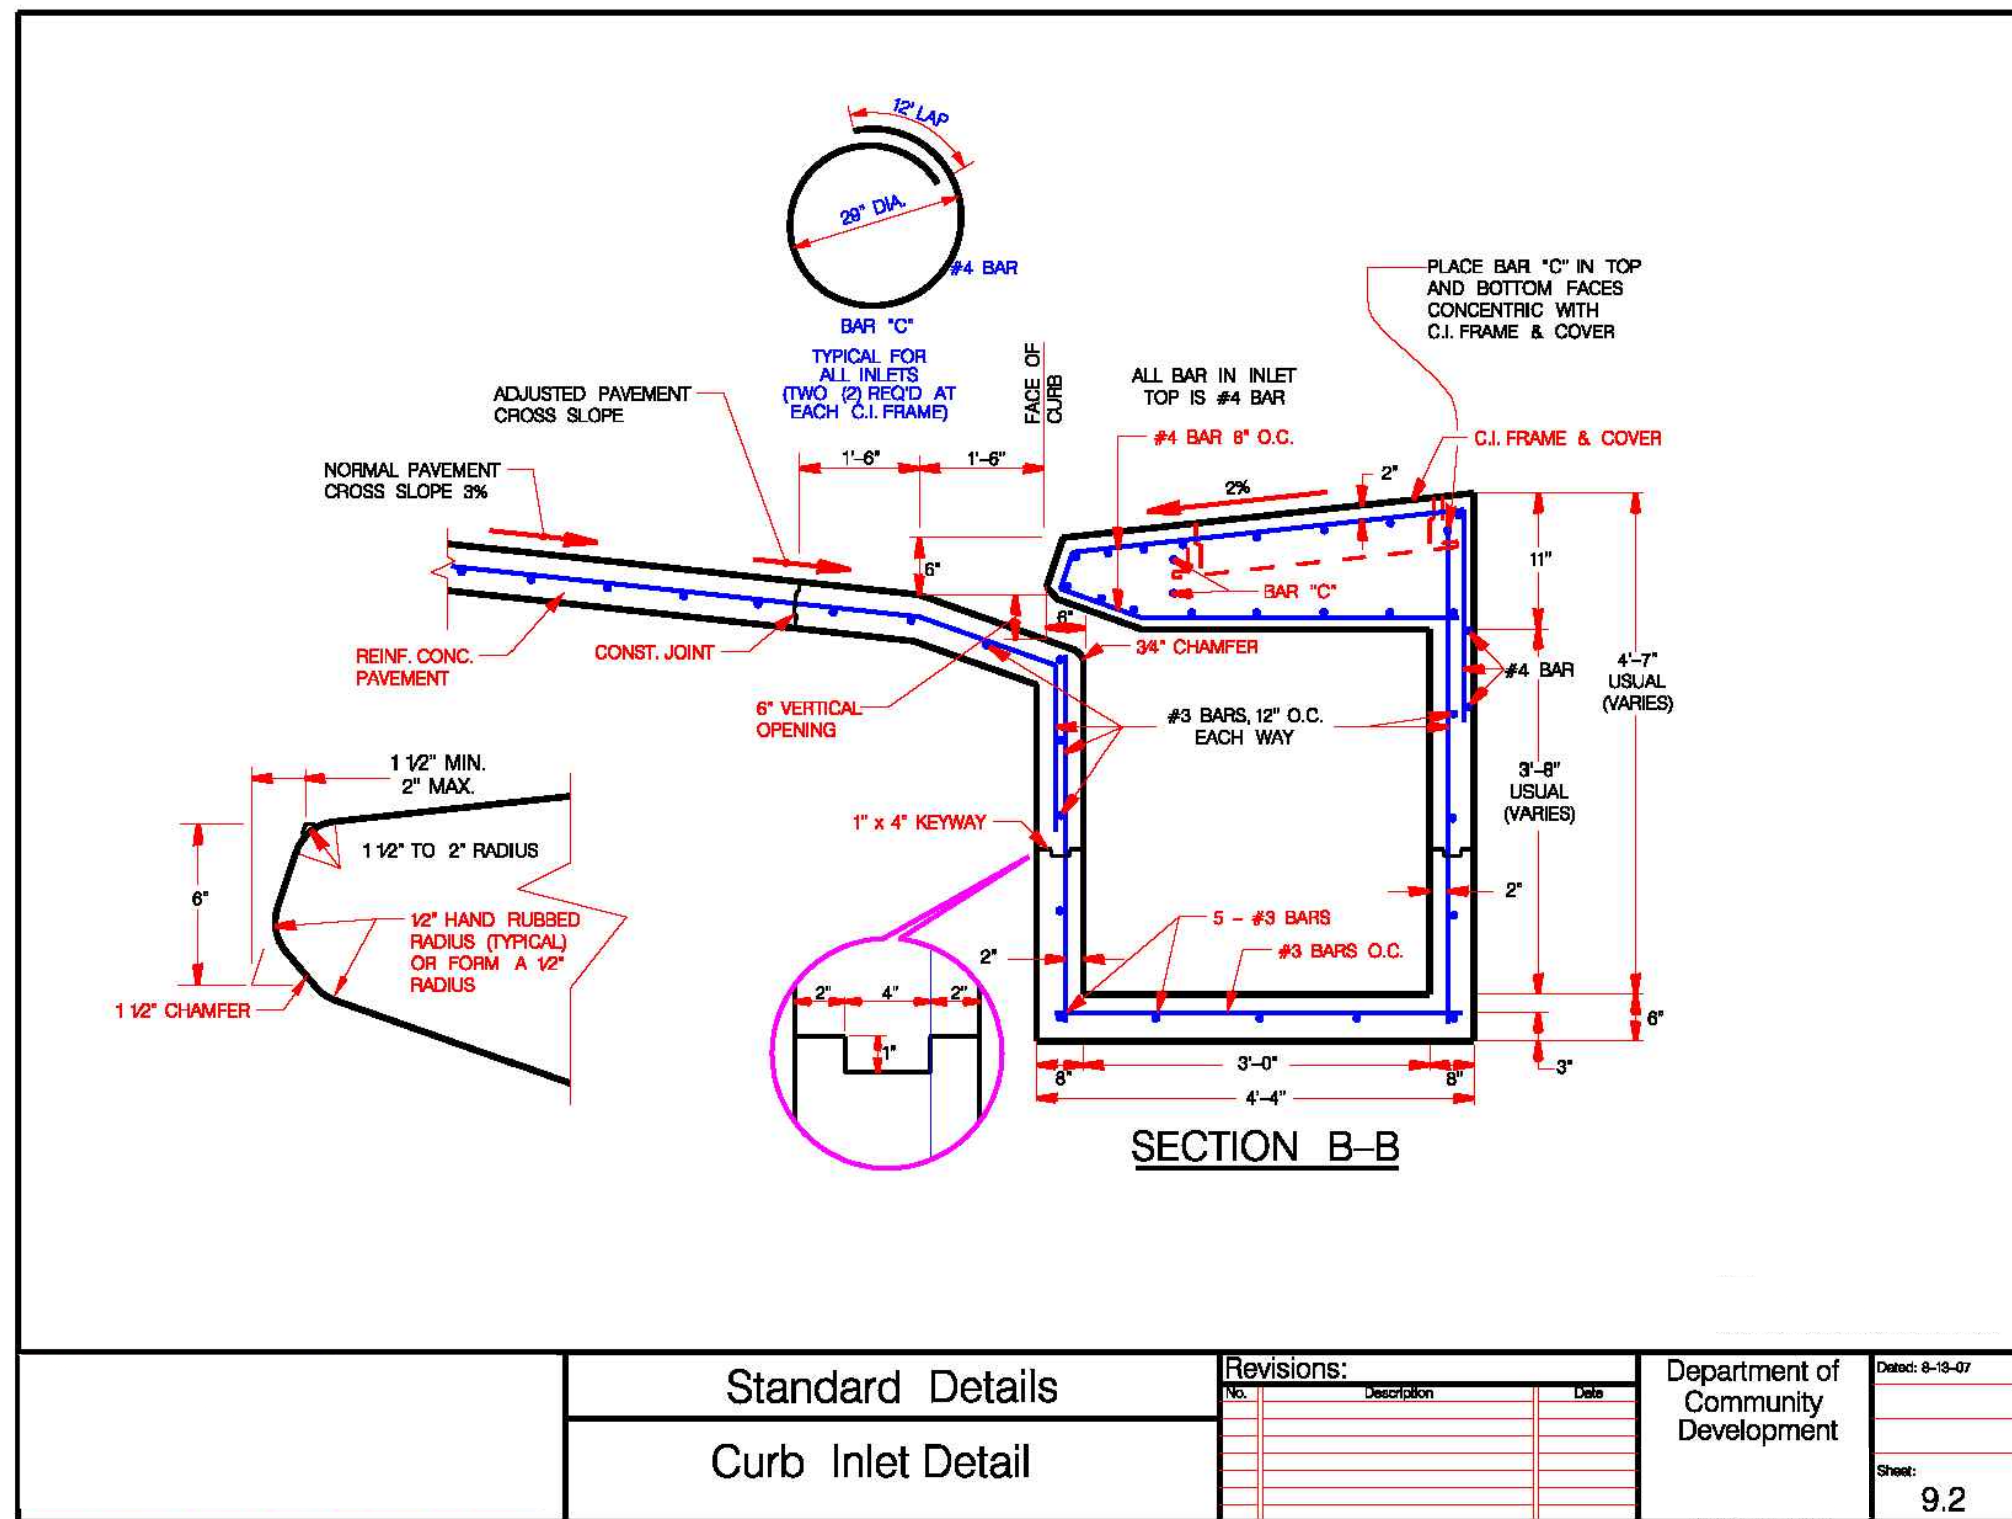 12' LAP
29" DIA.
#4 BAR
BAR "C"
TYPICAL FOR
ALL INLETS
(TWO (2) REQ'D AT
EACH C.I. FRAME)
PLACE BAR "C" IN TOP
AND BOTTOM FACES
CONCENTRIC WITH
C.I. FRAME & COVER
FACE OF
CURB
ALL BAR IN INLET
TOP IS #4 BAR
ADJUSTED PAVEMENT
CROSS SLOPE
#4 BAR 8" O.C.
C.I. FRAME & COVER
1'-6"
1'-6"
NORMAL PAVEMENT
CROSS SLOPE 3%
2"
2%
11"
6"
BAR "C"
6"
3/4" CHAMFER
REINF. CONC.
PAVEMENT
CONST. JOINT
#4 BAR
4'-7"
USUAL
(VARIES)
6" VERTICAL
OPENING
#3 BARS, 12" O.C.
EACH WAY
3'-8"
USUAL
(VARIES)
1 1/2" MIN.
2" MAX.
1" x 4" KEYWAY
1 1/2" TO 2" RADIUS
6"
1/2" HAND RUBBED
RADIUS (TYPICAL)
OR FORM A 1/2"
RADIUS
1 1/2" CHAMFER
2"
5 - #3 BARS
#3 BARS O.C.
2"
2" 4" 2"
1"
6"
3"
8" 3'-0" 8"
4'-4"
SECTION B-B
Standard Details
Curb Inlet Detail
Revisions:
No. Description Date
Department of
Community
Development
Dated: 8-13-07
Sheet:
9.2